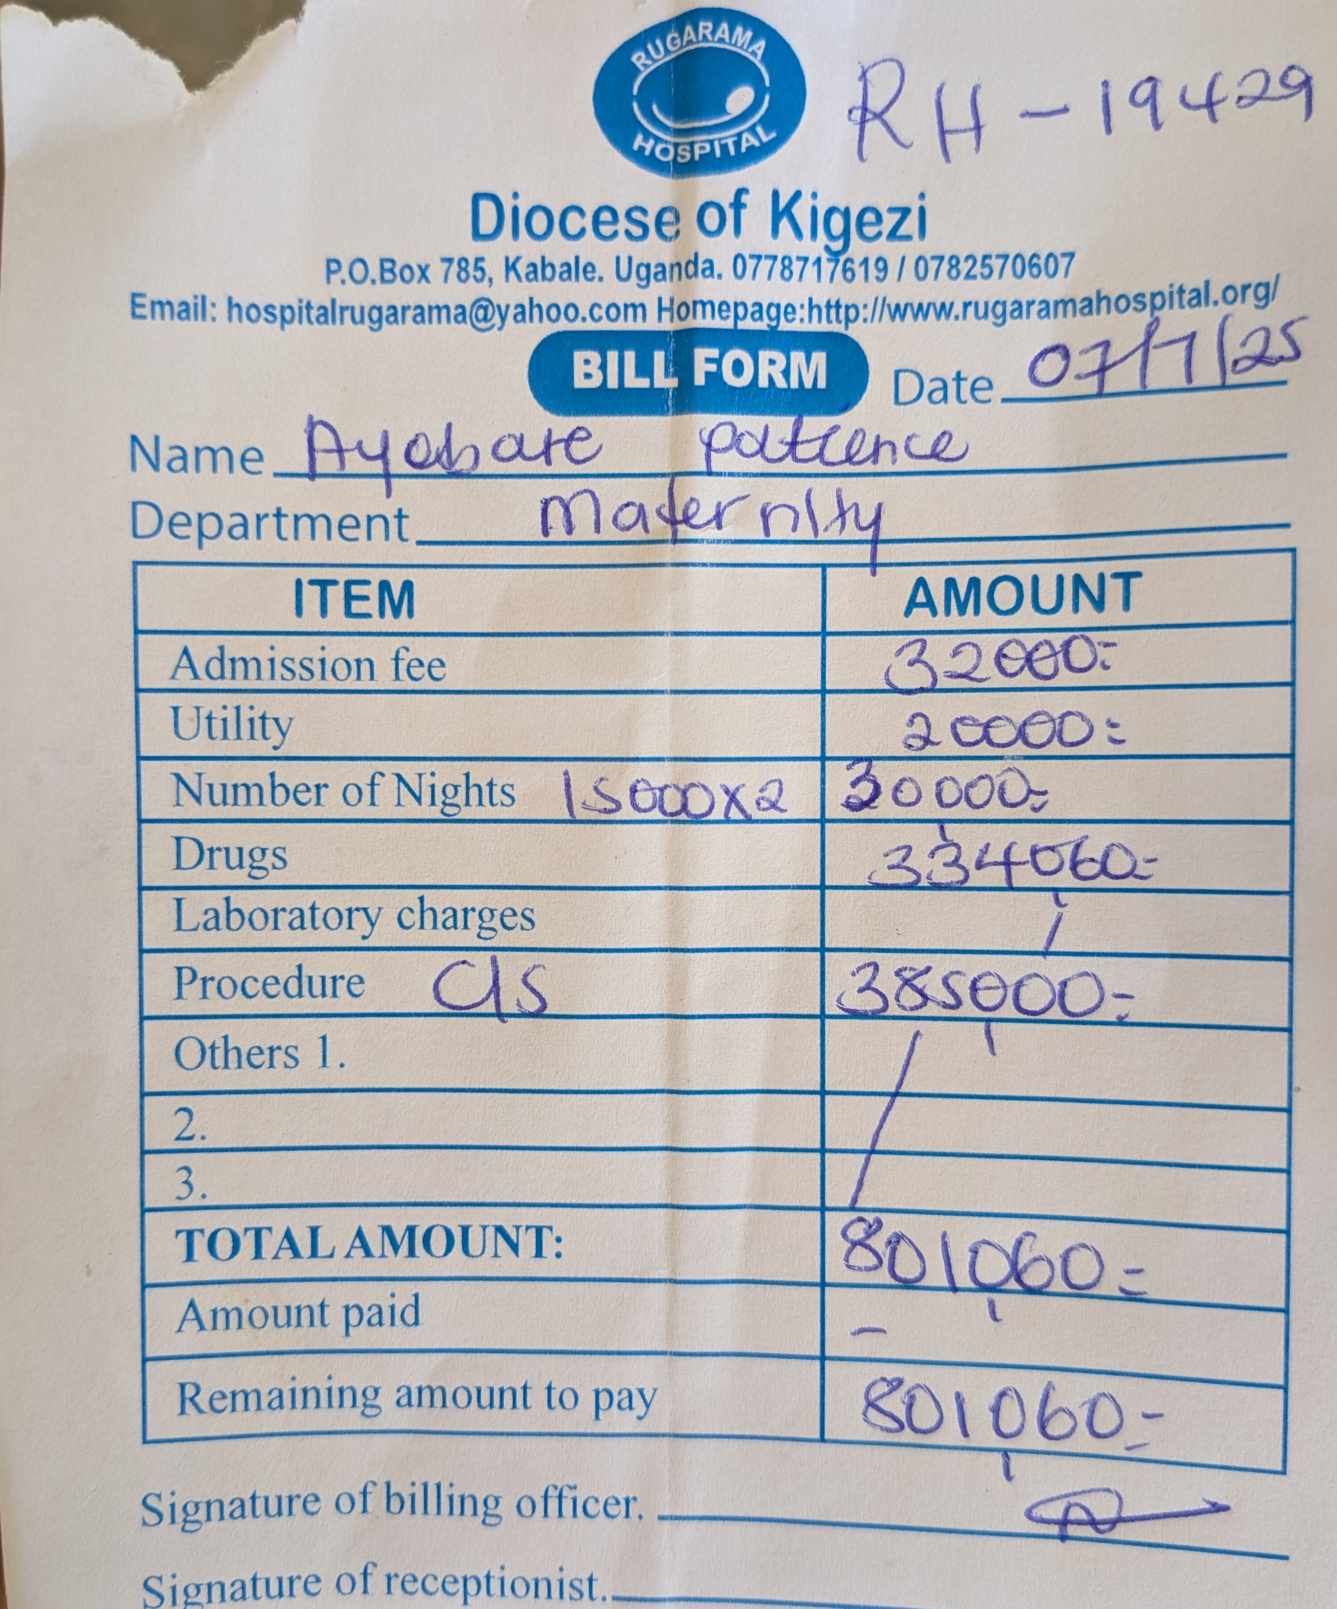 RUGARAMA
HOSPITAL
RH-19429
Diocese of Kigezi
P.O.Box 785, Kabale. Uganda. 0778717619 / 0782570607
Email: hospitalrugarama@yahoo.com Homepage:http://www.rugaramahospital.org/
BILL FORM Date 07/7/25
Name Ayebare patience
Department maternity
ITEM AMOUNT
Admission fee 32000=
Utility 20000=
Number of Nights 15000x2 30000=
Drugs 334060=
Laboratory charges /
Procedure C/S 385000=
Others 1.
2.
3.
TOTAL AMOUNT: 801060=
Amount paid -
Remaining amount to pay 801060=
Signature of billing officer.
Signature of receptionist.